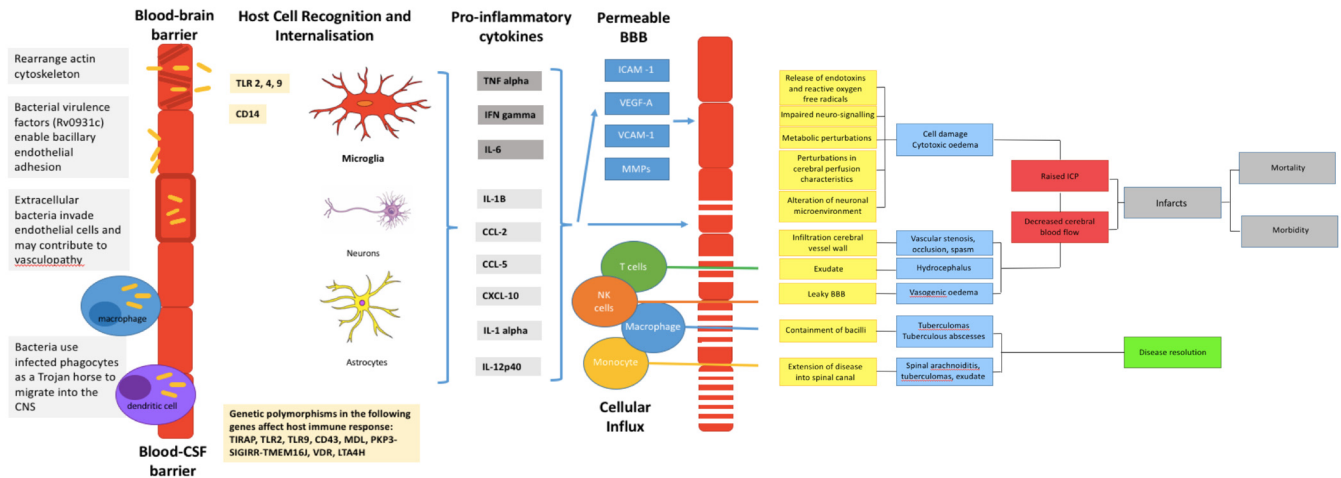 Blood-brain
barrier
Rearrange actin
cytoskeleton
Bacterial virulence
factors (Rv0931c)
enable bacillary
endothelial
adhesion
Extracellular
bacteria invade
endothelial cells and
may contribute to
vasculopathy
macrophage
Bacteria use
infected phagocytes
as a Trojan horse to
migrate into the
CNS
dendritic cell
Blood-CSF
barrier
Host Cell Recognition and
Internalisation
TLR 2, 4, 9
CD14
Microglia
Neurons
Astrocytes
Genetic polymorphisms in the following
genes affect host immune response:
TIRAP, TLR2, TLR9, CD43, MDL, PKP3-
SIGIRR-TMEM16J, VDR, LTA4H
Pro-inflammatory
cytokines
TNF alpha
IFN gamma
IL-6
IL-1B
CCL-2
CCL-5
CXCL-10
IL-1 alpha
IL-12p40
Permeable
BBB
ICAM -1
VEGF-A
VCAM-1
MMPs
T cells
NK
cells
Macrophage
Monocyte
Cellular
Influx
Release of endotoxins
and reactive oxygen
free radicals
Impaired neuro-signalling
Metabolic perturbations
Perturbations in
cerebral perfusion
characteristics
Alteration of neuronal
microenvironment
Infiltration cerebral
vessel wall
Exudate
Leaky BBB
Containment of bacilli
Extension of disease
into spinal canal
Cell damage
Cytotoxic oedema
Vascular stenosis,
occlusion, spasm
Hydrocephalus
Vasogenic oedema
Tuberculomas
Tuberculous abscesses
Spinal arachnoiditis,
tuberculomas, exudate
Raised ICP
Decreased cerebral
blood flow
Infarcts
Mortality
Morbidity
Disease resolution